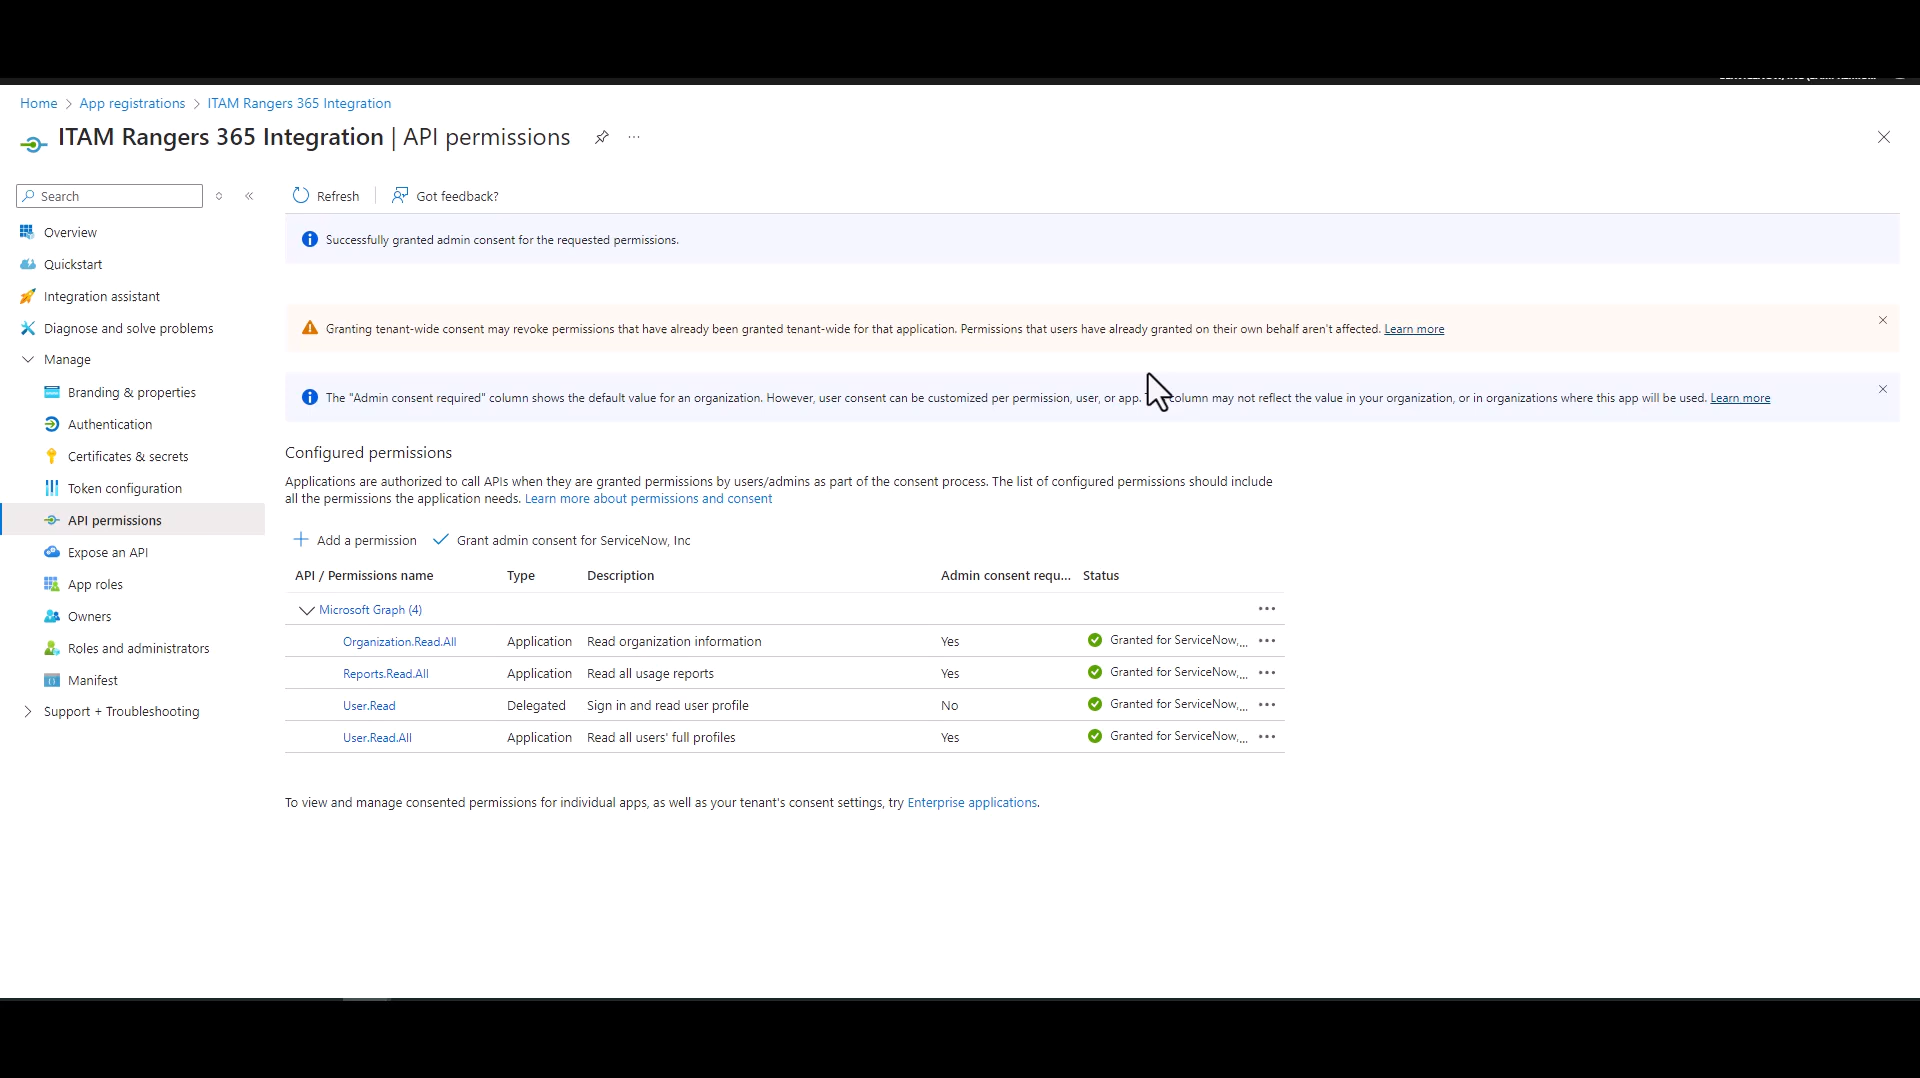 Home > App registrations > ITAM Rangers 365 Integration
ITAM Rangers 365 Integration | API permissions
Search
Refresh
Got feedback?
Overview
Quickstart
Integration assistant
Diagnose and solve problems
Manage
Branding & properties
Authentication
Certificates & secrets
Token configuration
API permissions
Expose an API
App roles
Owners
Roles and administrators
Manifest
Support + Troubleshooting
Successfully granted admin consent for the requested permissions.
Granting tenant-wide consent may revoke permissions that have already been granted tenant-wide for that application. Permissions that users have already granted on their own behalf aren't affected. Learn more
The "Admin consent required" column shows the default value for an organization. However, user consent can be customized per permission, user, or app. column may not reflect the value in your organization, or in organizations where this app will be used. Learn more
Configured permissions
Applications are authorized to call APIs when they are granted permissions by users/admins as part of the consent process. The list of configured permissions should include
all the permissions the application needs. Learn more about permissions and consent
Add a permission
Grant admin consent for ServiceNow, Inc
API / Permissions name Type Description Admin consent requ... Status
Microsoft Graph (4)
Organization.Read.All Application Read organization information Yes Granted for ServiceNow,...
Reports.Read.All Application Read all usage reports Yes Granted for ServiceNow,...
User.Read Delegated Sign in and read user profile No Granted for ServiceNow,...
User.Read.All Application Read all users' full profiles Yes Granted for ServiceNow,...
To view and manage consented permissions for individual apps, as well as your tenant's consent settings, try Enterprise applications.